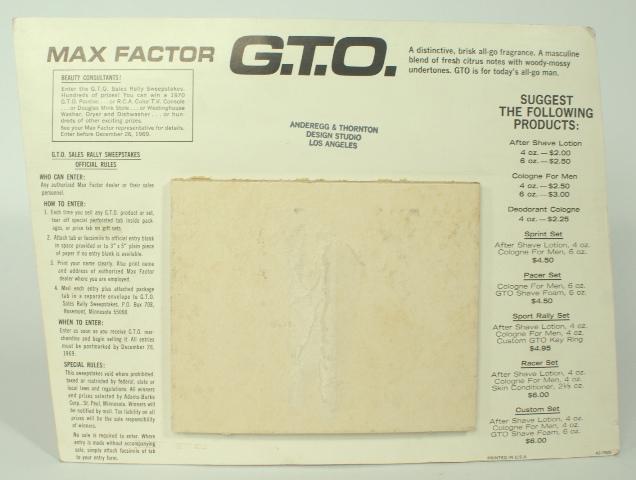 MAX FACTOR G.T.O.
A distinctive, brisk all-go fragrance. A masculine
blend of fresh citrus notes with woody-mossy
undertones. GTO is for today's all-go man.
BEAUTY CONSULTANTS!
Enter the G.T.O. Sales Rally Sweepstakes.
Hundreds of prizes! You can win a 1970
G.T.O. Pontiac . . . or R.C.A. Color T.V. Console
. . . or Douglas Mink Stole . . . or Westinghouse
Washer, Dryer and Dishwasher . . . or hun-
dreds of other exciting prizes.
See your Max Factor representative for details.
Enter before December 26, 1969.
ANDEREGG & THORNTON
DESIGN STUDIO
LOS ANGELES
G.T.O. SALES RALLY SWEEPSTAKES
OFFICIAL RULES
WHO CAN ENTER:
Any authorized Max Factor dealer or their sales
personnel.
HOW TO ENTER:
1. Each time you sell any G.T.O. product or set,
tear off special perforated tab inside pack-
ages, or price tab on gift sets.
2. Attach tab or facsimile to official entry blank
in space provided or to 3" x 5" plain piece
of paper if no entry blank is available.
3. Print your name clearly. Also print name
and address of authorized Max Factor
dealer where you are employed.
4. Mail each entry plus attached package
tab in a separate envelope to G.T.O.
Sales Rally Sweepstakes, P.O. Box 70B,
Rosemont, Minnesota 55068.
WHEN TO ENTER:
Enter as soon as you receive G.T.O. mer-
chandise and begin selling it. All entries
must be postmarked by December 26,
1969.
SPECIAL RULES:
This sweepstakes void where prohibited,
taxed or restricted by federal, state or
local laws and regulations. All winners
and prizes selected by Adams-Burke
Corp., St. Paul, Minnesota. Winners will
be notified by mail. Tax liability on all
prizes will be the sole responsibility
of winners.
No sale is required to enter. Where
entry is made without accompanying
sale, simply attach facsimile of tab
to your entry form.
SUGGEST
THE FOLLOWING
PRODUCTS:
After Shave Lotion
4 oz. — $2.00
6 oz. — $2.50
Cologne For Men
4 oz. — $2.50
6 oz. — $3.00
Deodorant Cologne
4 oz. — $2.25
Sprint Set
After Shave Lotion, 4 oz.
Cologne For Men, 4 oz.
$4.50
Pacer Set
Cologne For Men, 4 oz.
GTO Shave Foam, 6 oz.
$4.50
Sport Rally Set
After Shave Lotion, 4 oz.
Cologne For Men, 4 oz.
Custom GTO Key Ring
$4.95
Racer Set
After Shave Lotion, 4 oz.
Cologne For Men, 4 oz.
Skin Conditioner, 2½ oz.
$6.00
Custom Set
After Shave Lotion, 4 oz.
Cologne For Men, 4 oz.
GTO Shave Foam, 6 oz.
$6.00
PRINTED IN U.S.A.